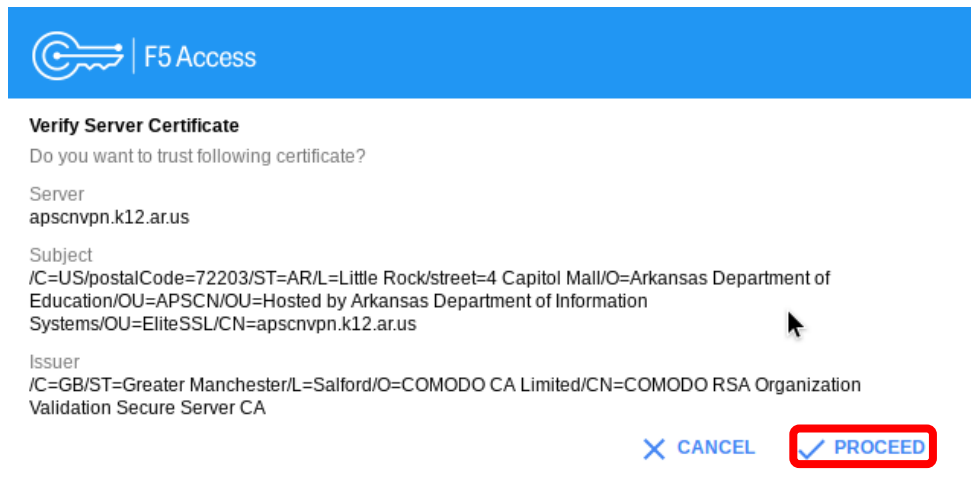 F5 Access
Verify Server Certificate
Do you want to trust following certificate?
Server
apscnvpn.k12.ar.us
Subject
/C=US/postalCode=72203/ST=AR/L=Little Rock/street=4 Capitol Mall/O=Arkansas Department of
Education/OU=APSCN/OU=Hosted by Arkansas Department of Information
Systems/OU=EliteSSL/CN=apscnvpn.k12.ar.us
Issuer
/C=GB/ST=Greater Manchester/L=Salford/O=COMODO CA Limited/CN=COMODO RSA Organization
Validation Secure Server CA
CANCEL PROCEED